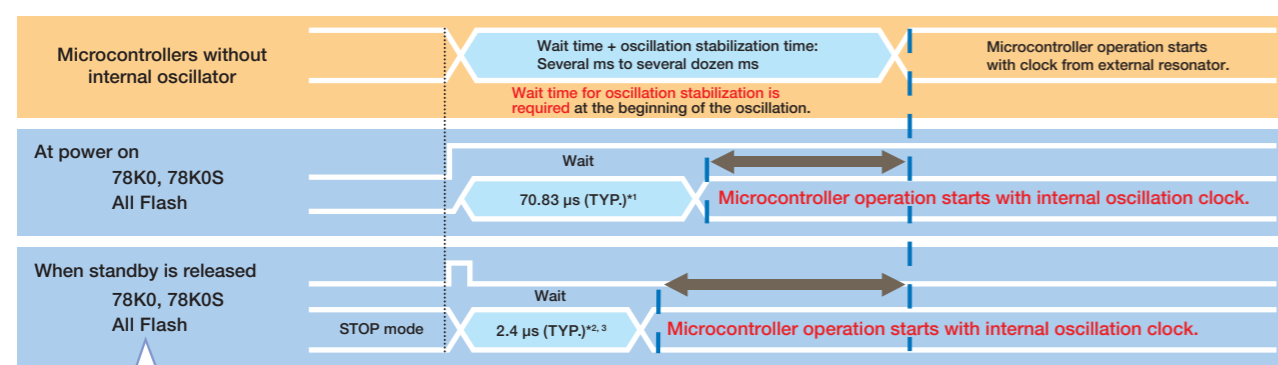 Microcontrollers without
internal oscillator
Wait time + oscillation stabilization time:
Several ms to several dozen ms
Wait time for oscillation stabilization is
required at the beginning of the oscillation.
Microcontroller operation starts
with clock from external resonator.
At power on
78K0, 78K0S
All Flash
Wait
70.83 µs (TYP.)*1
Microcontroller operation starts with internal oscillation clock.
When standby is released
78K0, 78K0S
All Flash
STOP mode
Wait
2.4 µs (TYP.)*2, 3
Microcontroller operation starts with internal oscillation clock.